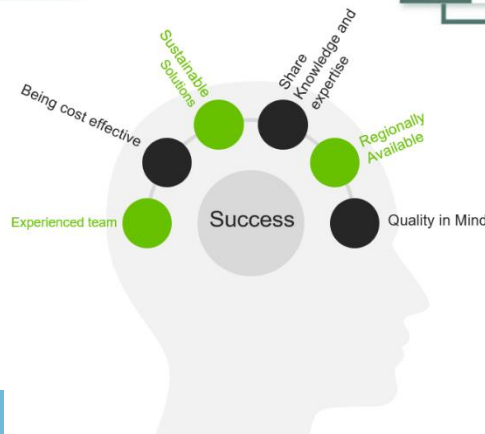 Experienced team
Being cost effective
Sustainable
Solutions
Share
Knowledge and
expertise
Regionally
Available
Quality in Mind
Success